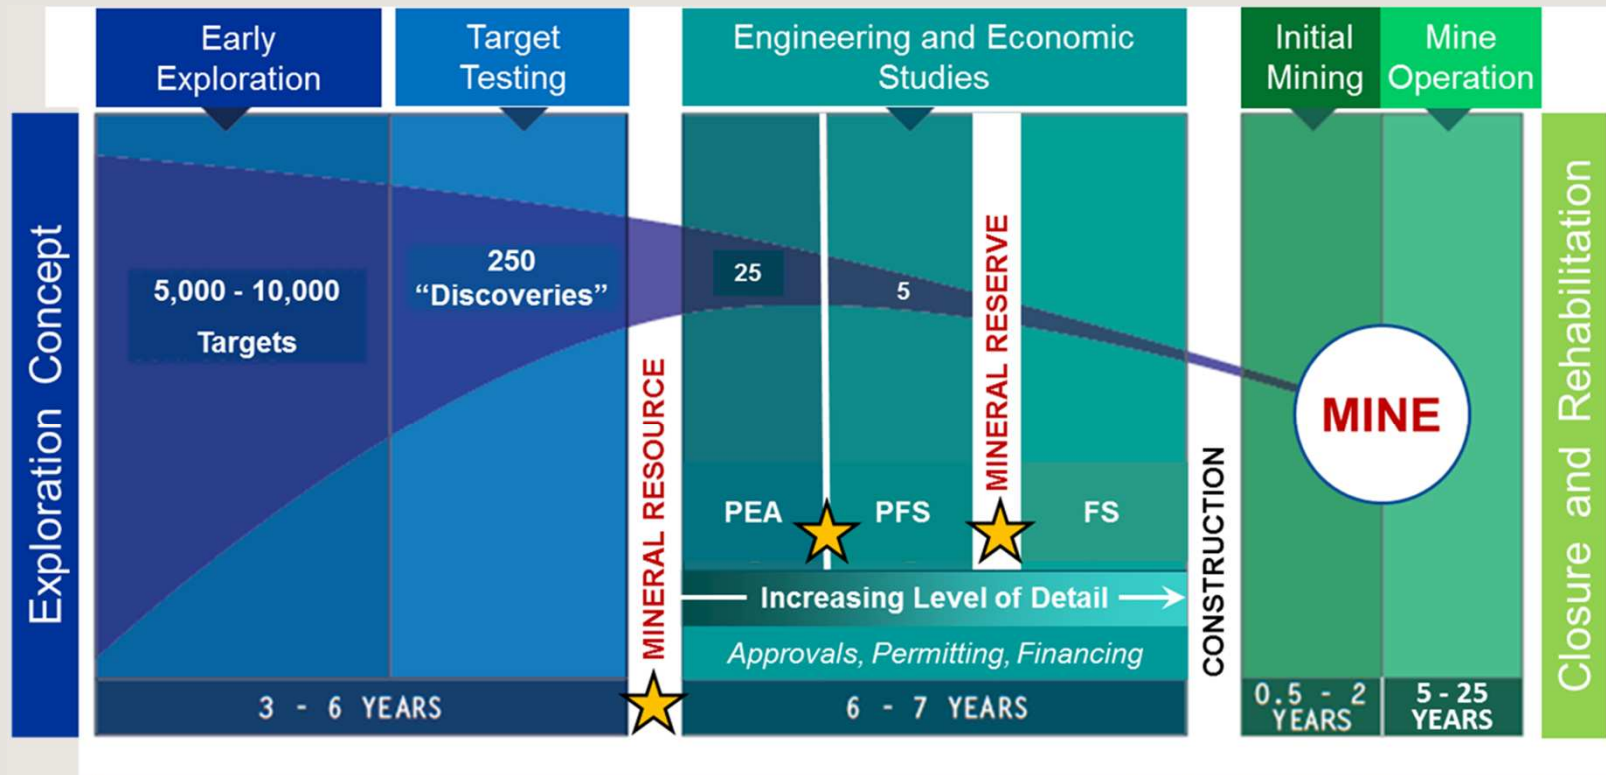 Early
Exploration
Target
Testing
Engineering and Economic
Studies
Initial
Mining
Mine
Operation
Exploration Concept
5,000 - 10,000
Targets
250
“Discoveries”
MINERAL RESOURCE
25
5
MINERAL RESERVE
PEA
PFS
FS
Increasing Level of Detail
Approvals, Permitting, Financing
CONSTRUCTION
MINE
Closure and Rehabilitation
3 - 6 YEARS
6 - 7 YEARS
0.5 - 2
YEARS
5 - 25
YEARS